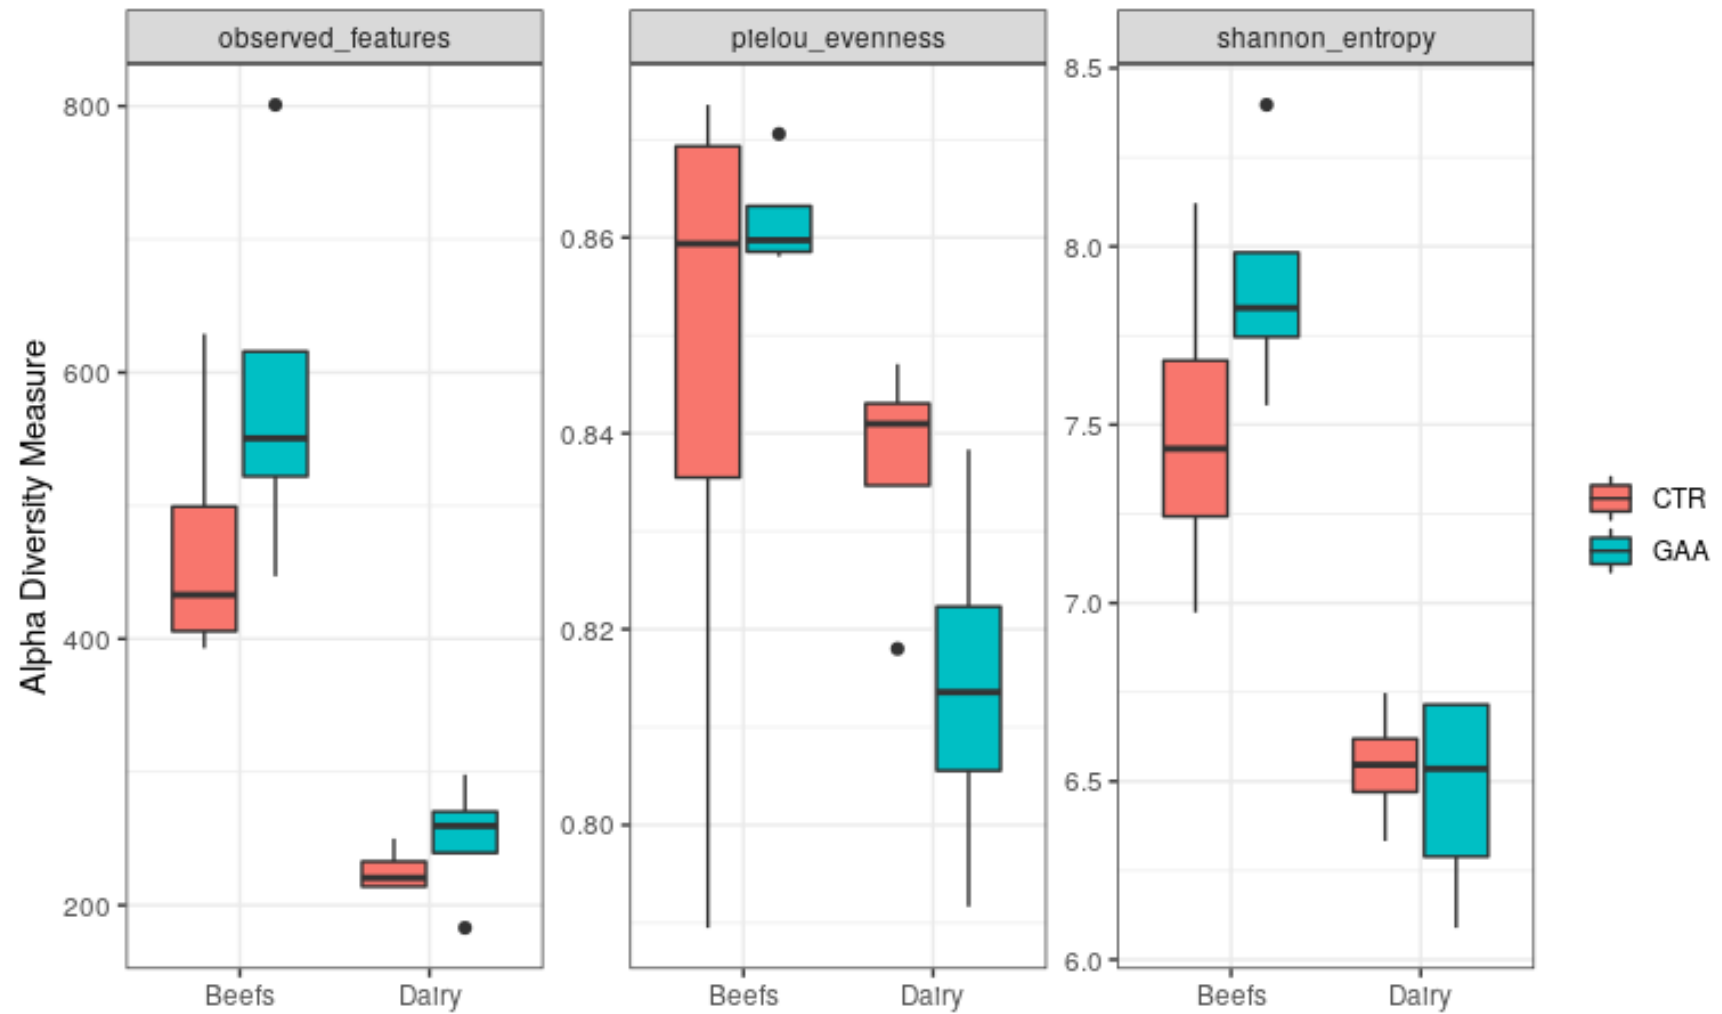 observed_features
pielou_evenness
shannon_entropy
Alpha Diversity Measure
800
600
400
200
0.86
0.84
0.82
0.80
8.5
8.0
7.5
7.0
6.5
6.0
Beefs
Dairy
Beefs
Dairy
Beefs
Dairy
CTR
GAA